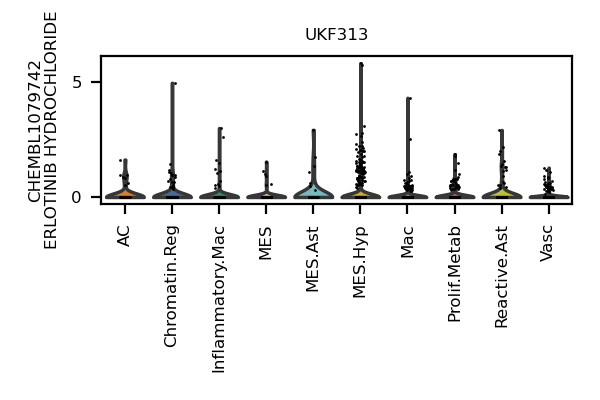 UKF313
CHEMBL1079742
ERLOTINIB HYDROCHLORIDE
5
0
AC
Chromatin.Reg
Inflammatory.Mac
MES
MES.Ast
MES.Hyp
Mac
Prolif.Metab
Reactive.Ast
Vasc